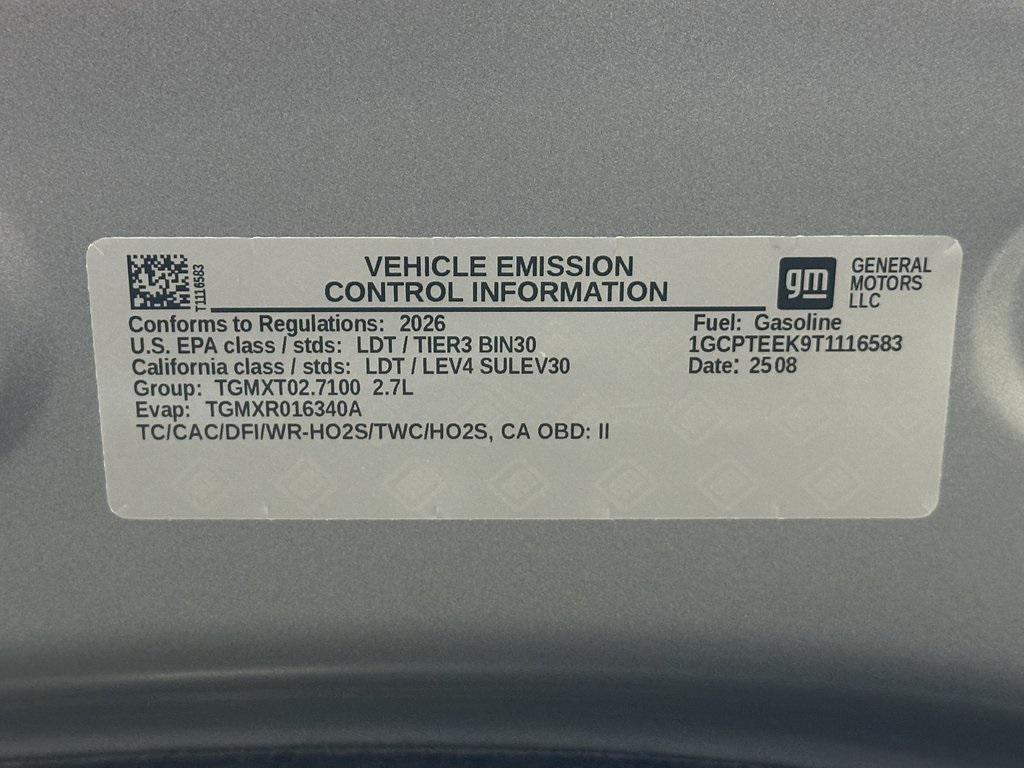 VEHICLE EMISSION
CONTROL INFORMATION
T1116583
gm
GENERAL
MOTORS
LLC
Conforms to Regulations: 2026
U.S. EPA class / stds: LDT / TIER3 BIN30
California class / stds: LDT / LEV4 SULEV30
Group: TGMXT02.7100 2.7L
Evap: TGMXR016340A
TC/CAC/DFI/WR-HO2S/TWC/HO2S, CA OBD: II
Fuel: Gasoline
1GCPTEEK9T1116583
Date: 2508